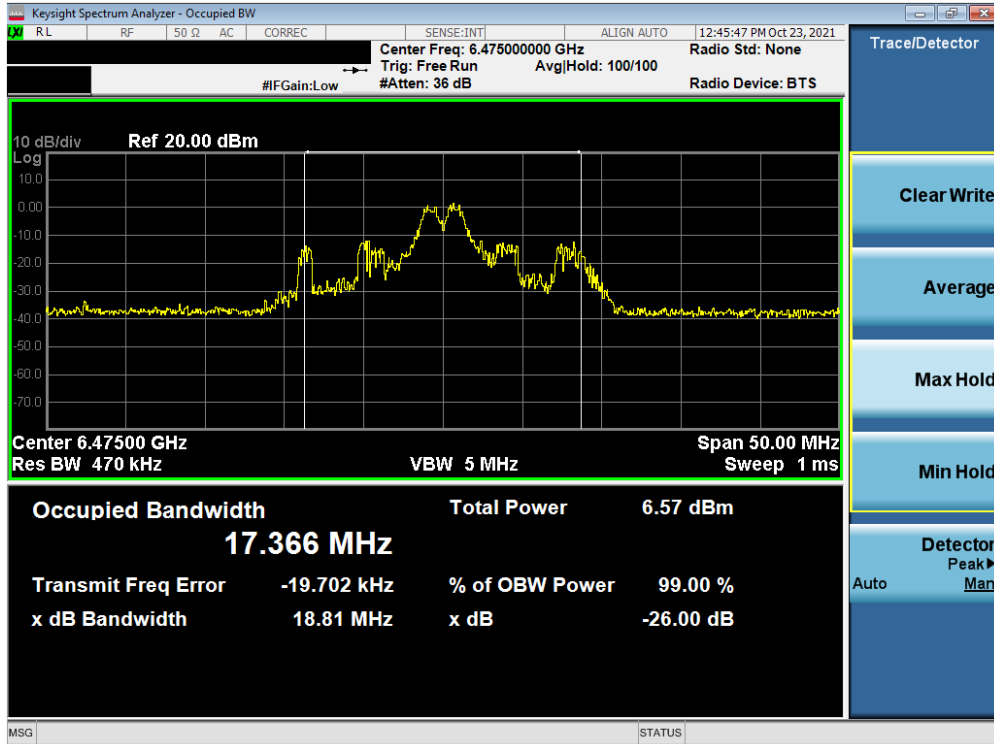 Keysight Spectrum Analyzer - Occupied BW
LXI RL RF 50 Ω AC CORREC SENSE:INT ALIGN AUTO 12:45:47 PM Oct 23, 2021
Center Freq: 6.475000000 GHz Radio Std: None
Trig: Free Run Avg|Hold: 100/100
#IFGain:Low #Atten: 36 dB Radio Device: BTS
10 dB/div Ref 20.00 dBm
Log
10.0
0.00
-10.0
-20.0
-30.0
-40.0
-50.0
-60.0
-70.0
Center 6.47500 GHz Span 50.00 MHz
Res BW 470 kHz VBW 5 MHz Sweep 1 ms
Occupied Bandwidth Total Power 6.57 dBm
17.366 MHz
Transmit Freq Error -19.702 kHz % of OBW Power 99.00 %
x dB Bandwidth 18.81 MHz x dB -26.00 dB
Trace/Detector
Clear Write
Average
Max Hold
Min Hold
Detector
Peak▶
Auto Man
MSG STATUS